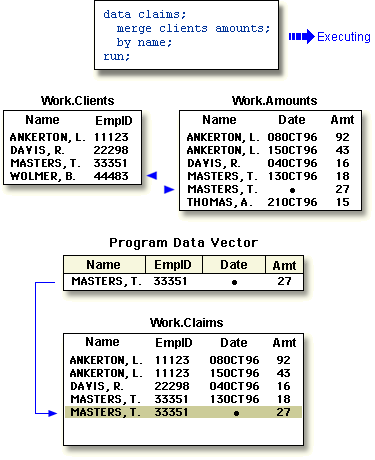 data claims;
merge clients amounts;
by name;
run;
Executing
Work.Clients
Name EmpID
ANKERTON, L. 11123
DAVIS, R. 22298
MASTERS, T. 33351
WOLMER, B. 44483
Work.Amounts
Name Date Amt
ANKERTON, L. 08OCT96 92
ANKERTON, L. 15OCT96 43
DAVIS, R. 04OCT96 16
MASTERS, T. 13OCT96 18
MASTERS, T. • 27
THOMAS, A. 21OCT96 15
Program Data Vector
Name EmpID Date Amt
MASTERS, T. 33351 • 27
Work.Claims
Name EmpID Date Amt
ANKERTON, L. 11123 08OCT96 92
ANKERTON, L. 11123 15OCT96 43
DAVIS, R. 22298 04OCT96 16
MASTERS, T. 33351 13OCT96 18
MASTERS, T. 33351 • 27